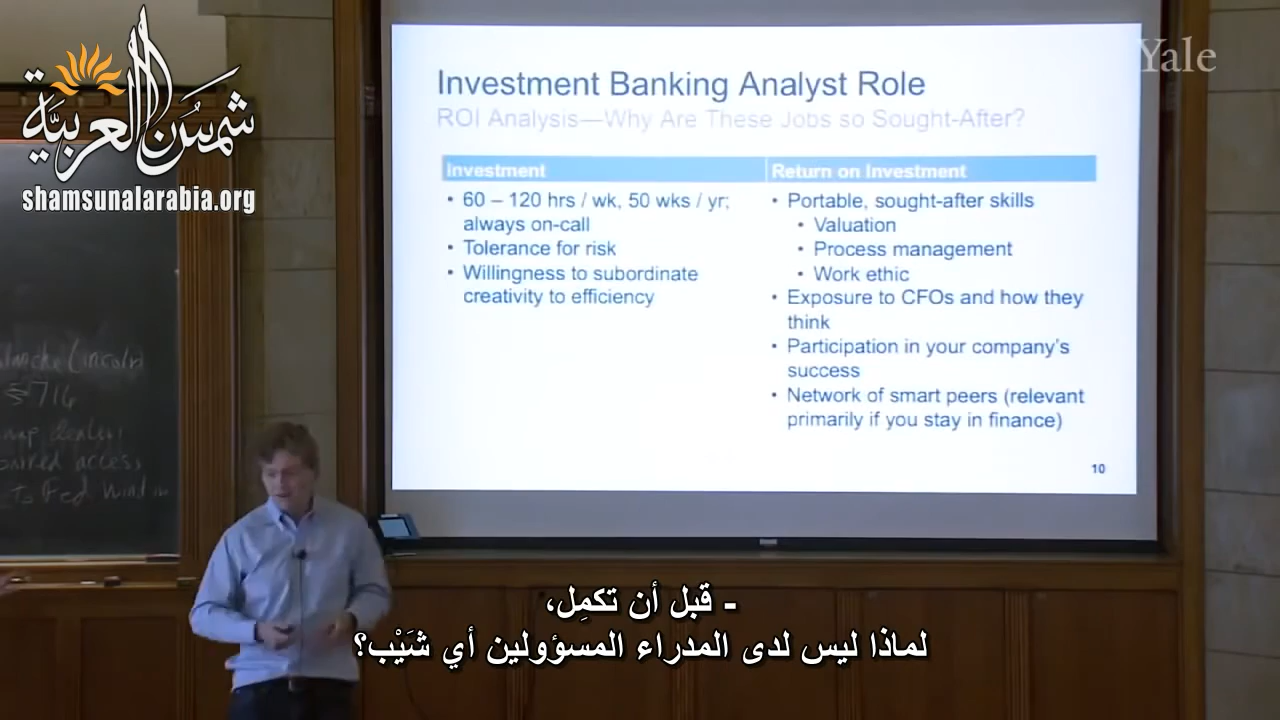 شمس العربية
shamsunalarabia.org
Yale
Investment Banking Analyst Role
ROI Analysis—Why Are These Jobs so Sought-After?
Investment
• 60 – 120 hrs / wk, 50 wks / yr;
always on-call
• Tolerance for risk
• Willingness to subordinate
creativity to efficiency
Return on Investment
• Portable, sought-after skills
• Valuation
• Process management
• Work ethic
• Exposure to CFOs and how they
think
• Participation in your company's
success
• Network of smart peers (relevant
primarily if you stay in finance)
10
716
access
To Fed
- قبل أن تكمِل،
لماذا ليس لدى المدراء المسؤولين أي شَيْب؟